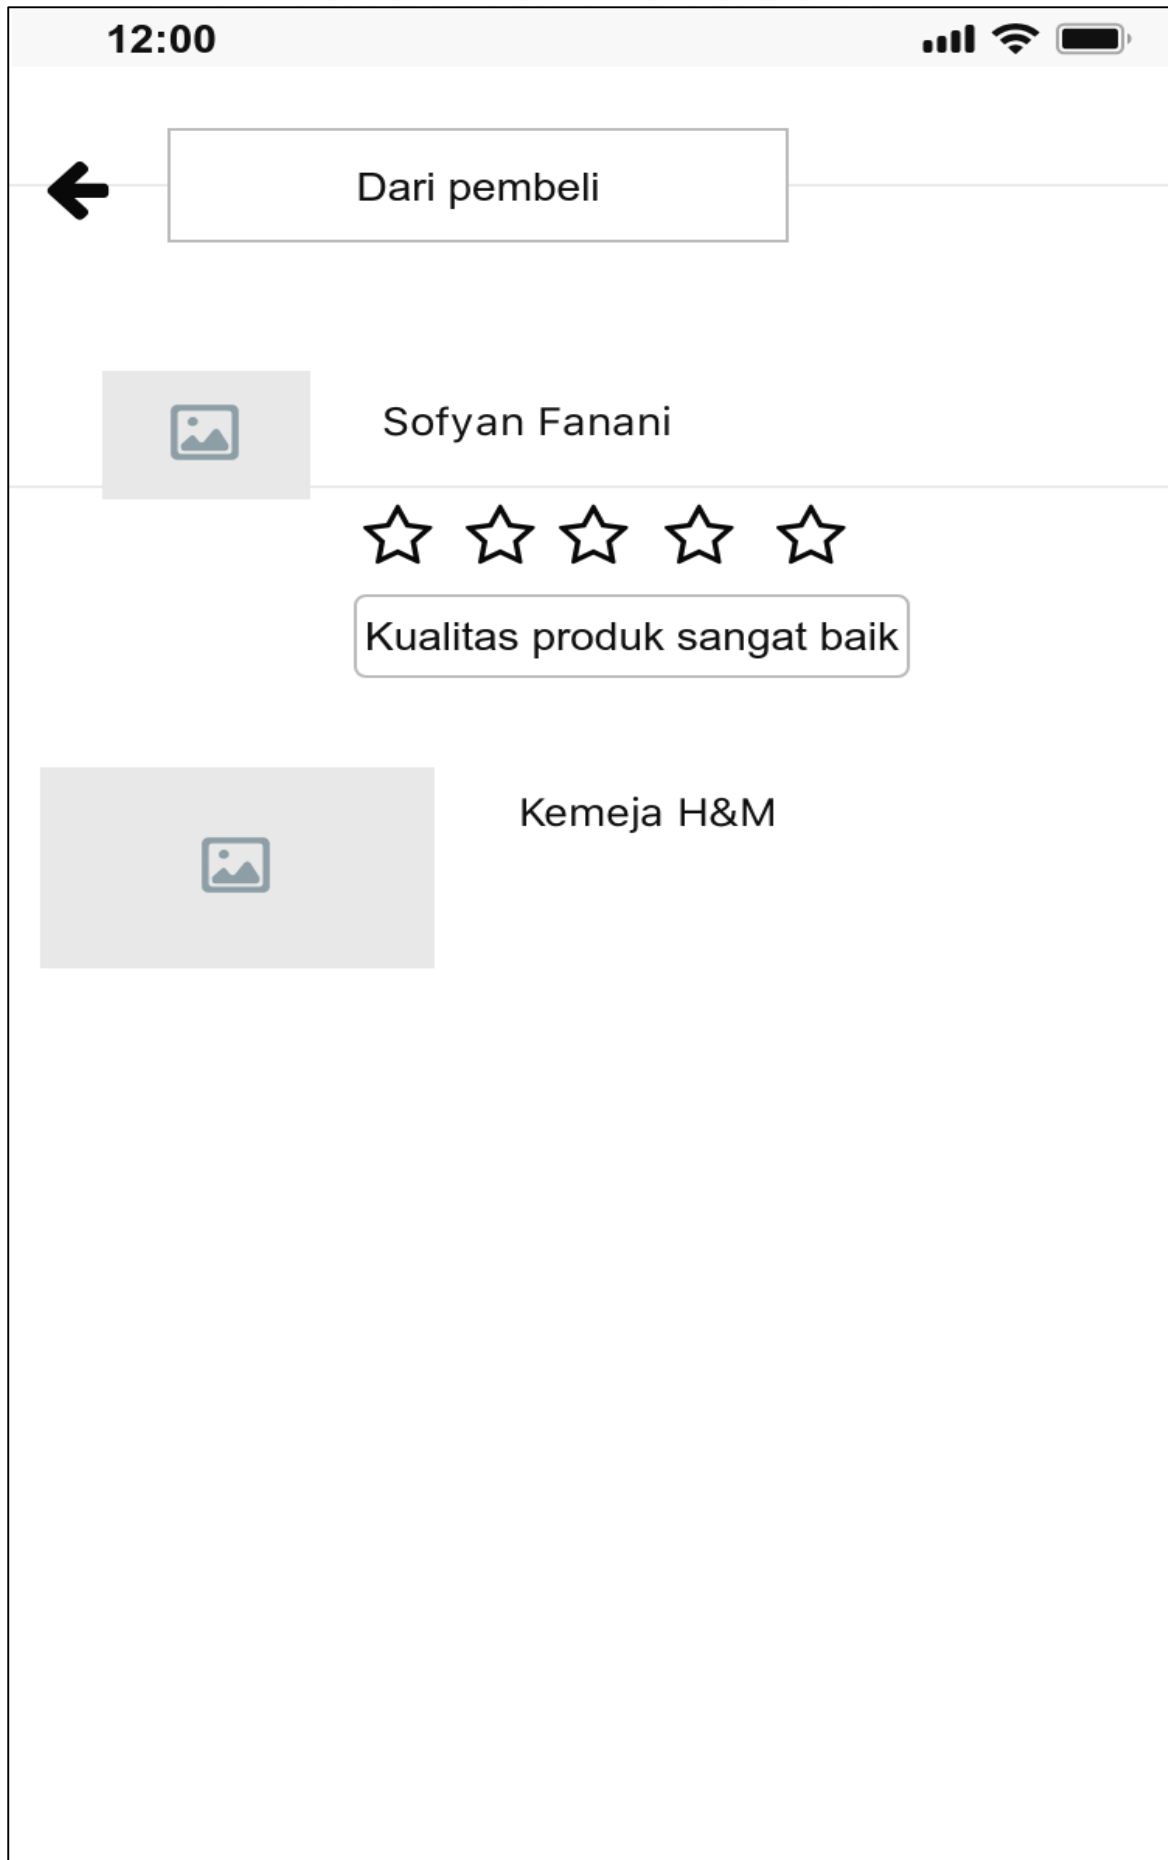 12:00
Dari pembeli
Sofyan Fanani
Kualitas produk sangat baik
Kemeja H&M